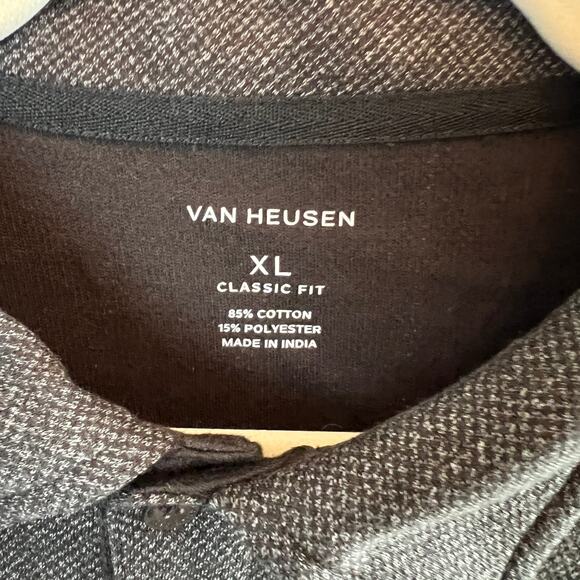 VAN HEUSEN
XL
CLASSIC FIT
85% COTTON
15% POLYESTER
MADE IN INDIA